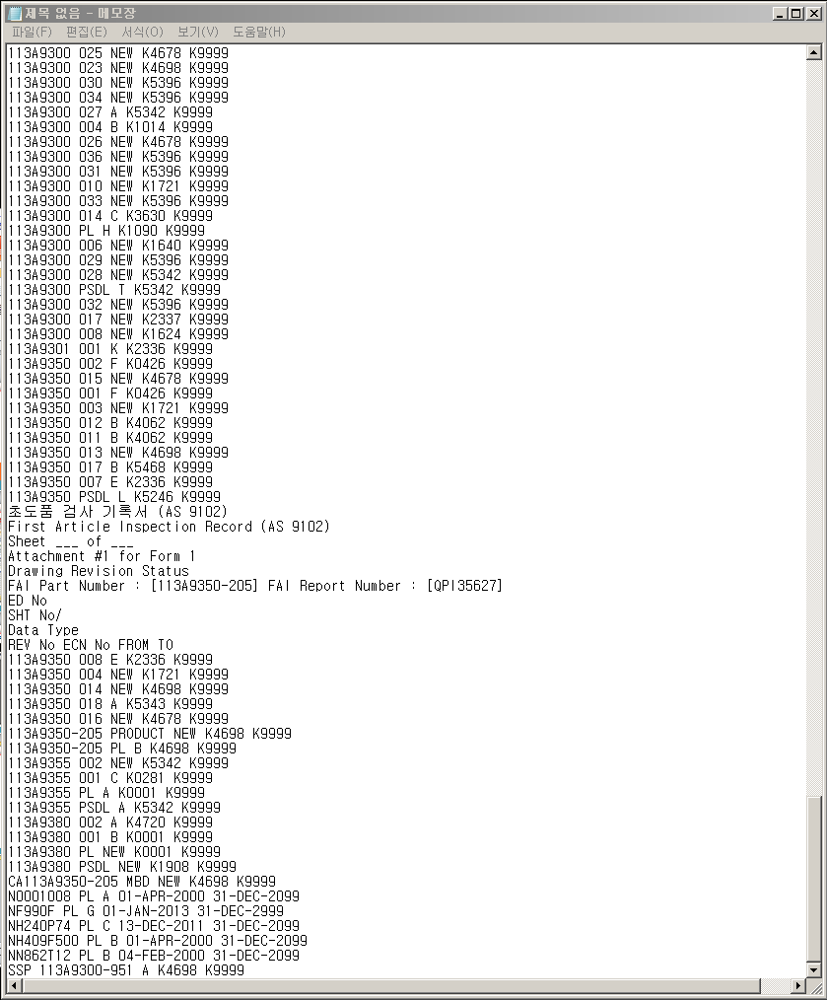 제목 없음 - 메모장
파일(F) 편집(E) 서식(O) 보기(V) 도움말(H)
113A9300 025 NEW K4678 K9999
113A9300 023 NEW K4698 K9999
113A9300 030 NEW K5396 K9999
113A9300 034 NEW K5396 K9999
113A9300 027 A K5342 K9999
113A9300 004 B K1014 K9999
113A9300 026 NEW K4678 K9999
113A9300 036 NEW K5396 K9999
113A9300 031 NEW K5396 K9999
113A9300 010 NEW K1721 K9999
113A9300 033 NEW K5396 K9999
113A9300 014 C K3630 K9999
113A9300 PL H K1090 K9999
113A9300 006 NEW K1640 K9999
113A9300 029 NEW K5396 K9999
113A9300 028 NEW K5342 K9999
113A9300 PSDL T K5342 K9999
113A9300 032 NEW K5396 K9999
113A9300 017 NEW K2337 K9999
113A9300 008 NEW K1624 K9999
113A9301 001 K K2336 K9999
113A9350 002 F K0426 K9999
113A9350 015 NEW K4678 K9999
113A9350 001 F K0426 K9999
113A9350 003 NEW K1721 K9999
113A9350 012 B K4062 K9999
113A9350 011 B K4062 K9999
113A9350 013 NEW K4698 K9999
113A9350 017 B K5468 K9999
113A9350 007 E K2336 K9999
113A9350 PSDL L K5246 K9999
초도품 검사 기록서 (AS 9102)
First Article Inspection Record (AS 9102)
Sheet ___ of ___
Attachment #1 for Form 1
Drawing Revision Status
FAI Part Number : [113A9350-205] FAI Report Number : [QPI35627]
ED No
SHT No/
Data Type
REV No ECN No FROM TO
113A9350 008 E K2336 K9999
113A9350 004 NEW K1721 K9999
113A9350 014 NEW K4698 K9999
113A9350 018 A K5343 K9999
113A9350 016 NEW K4678 K9999
113A9350-205 PRODUCT NEW K4698 K9999
113A9350-205 PL B K4698 K9999
113A9355 002 NEW K5342 K9999
113A9355 001 C K0281 K9999
113A9355 PL A K0001 K9999
113A9355 PSDL A K5342 K9999
113A9380 002 A K4720 K9999
113A9380 001 B K0001 K9999
113A9380 PL NEW K0001 K9999
113A9380 PSDL NEW K1908 K9999
CA113A9350-205 MBD NEW K4698 K9999
N0001008 PL A 01-APR-2000 31-DEC-2099
NF990F PL G 01-JAN-2013 31-DEC-2999
NH240P74 PL C 13-DEC-2011 31-DEC-2099
NH409F500 PL B 01-APR-2000 31-DEC-2099
NN862T12 PL B 04-FEB-2000 31-DEC-2099
SSP 113A9300-951 A K4698 K9999